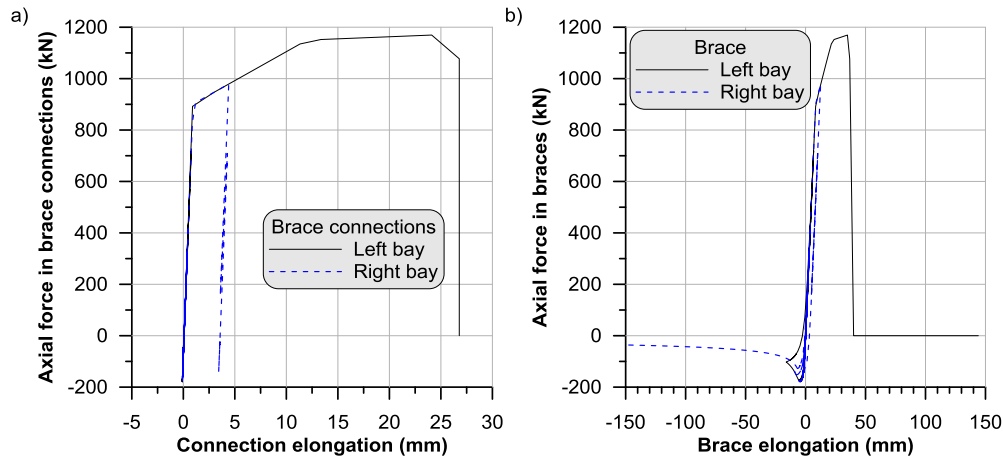 a)
Axial force in brace connections (kN)
1200
1000
800
600
400
200
0
-200
-5
0
5
10
15
20
25
30
Connection elongation (mm)
Brace connections
Left bay
Right bay
b)
Axial force in braces (kN)
1200
1000
800
600
400
200
0
-200
-150
-100
-50
0
50
100
150
Brace elongation (mm)
Brace
Left bay
Right bay